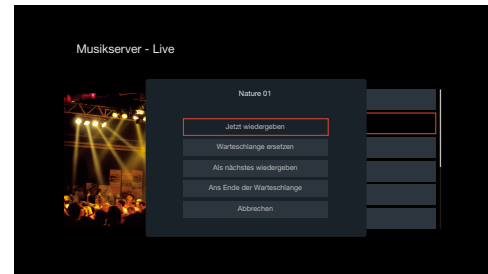 Musikserver - Live
Nature 01
Jetzt wiedergeben
Warteschlange ersetzen
Als nächstes wiedergeben
Ans Ende der Warteschlange
Abbrechen